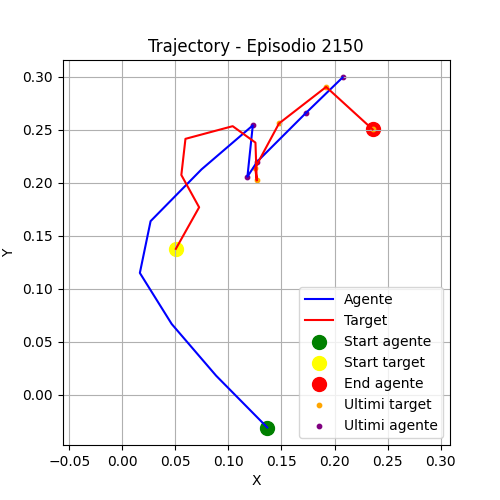 Trajectory - Episodio 2150
0.30
0.25
0.20
0.15
0.10
0.05
0.00
Y
−0.05 0.00 0.05 0.10 0.15 0.20 0.25 0.30
X
Agente
Target
Start agente
Start target
End agente
Ultimi target
Ultimi agente